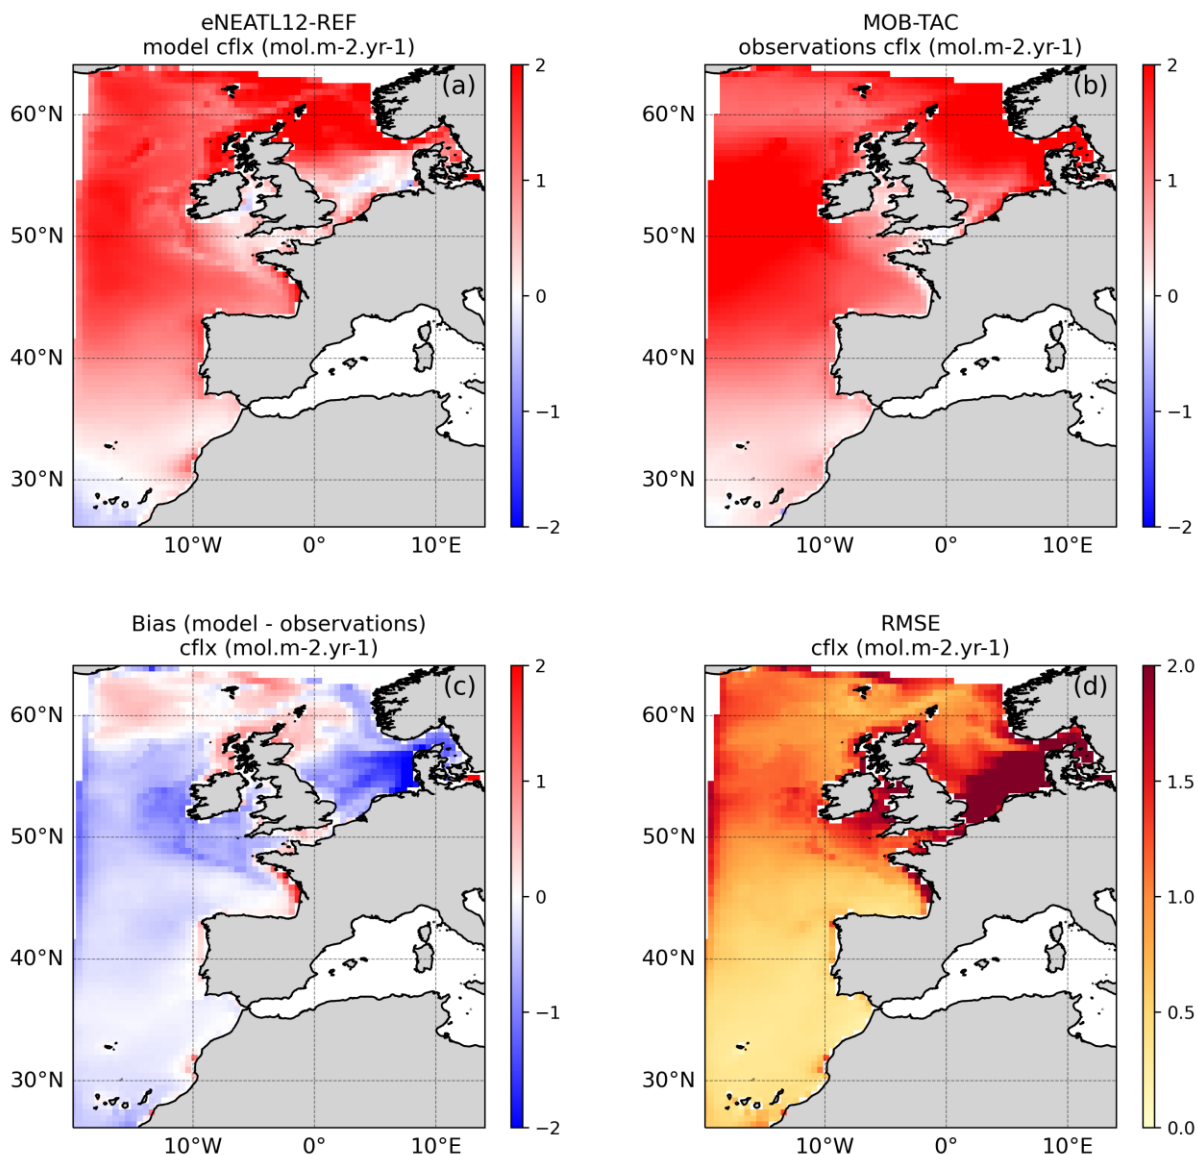 eNEATL12-REF
model cflx (mol.m-2.yr-1)
(a)
60°N
50°N
40°N
30°N
10°W 0° 10°E
2
1
0
−1
−2
MOB-TAC
observations cflx (mol.m-2.yr-1)
(b)
60°N
50°N
40°N
30°N
10°W 0° 10°E
2
1
0
−1
−2
Bias (model - observations)
cflx (mol.m-2.yr-1)
(c)
60°N
50°N
40°N
30°N
10°W 0° 10°E
2
1
0
−1
−2
RMSE
cflx (mol.m-2.yr-1)
(d)
60°N
50°N
40°N
30°N
10°W 0° 10°E
2.0
1.5
1.0
0.5
0.0